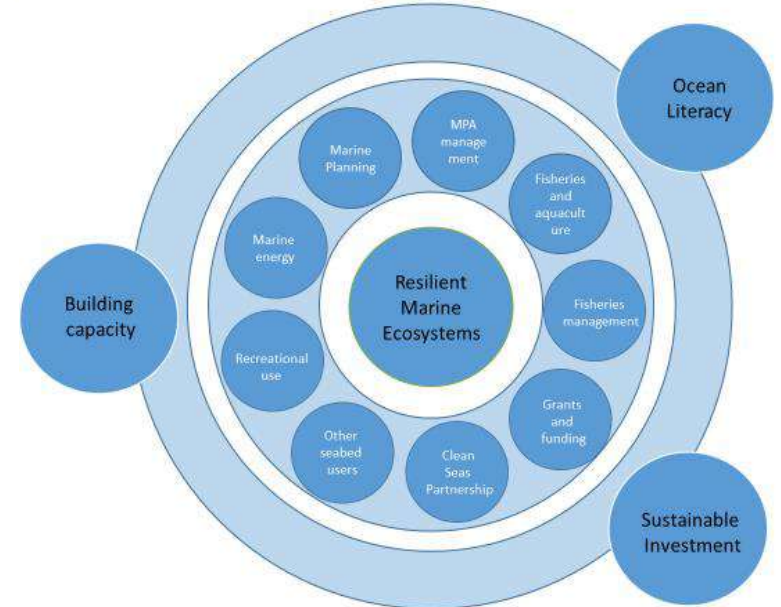 Ocean
Literacy
MPA
manage
ment
Marine
Planning
Fisheries
and
aquacult
ure
Marine
energy
Resilient
Marine
Ecosystems
Building
capacity
Fisheries
management
Recreational
use
Grants
and
funding
Other
seabed
users
Clean
Seas
Partnership
Sustainable
Investment